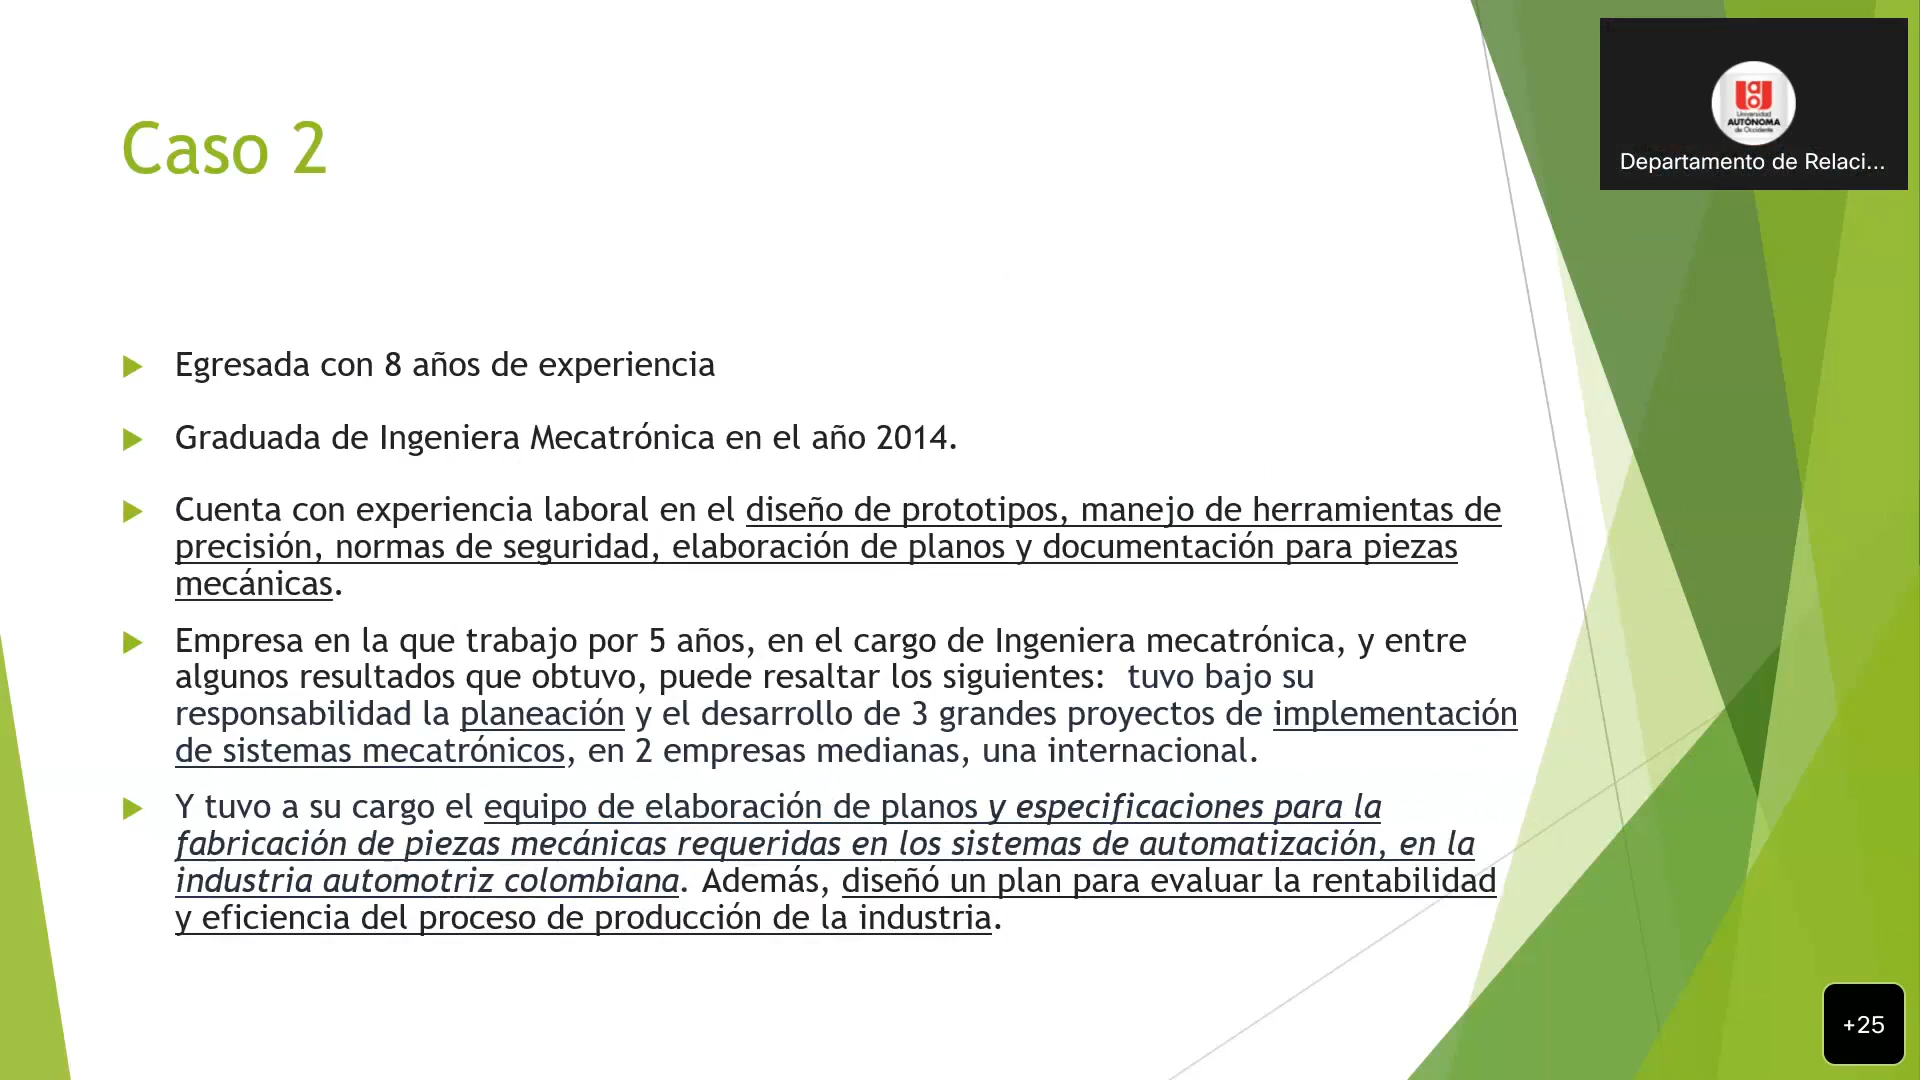 Caso 2
Universidad
AUTÓNOMA
de Occidente
Departamento de Relaci...
Egresada con 8 años de experiencia
Graduada de Ingeniera Mecatrónica en el año 2014.
Cuenta con experiencia laboral en el diseño de prototipos, manejo de herramientas de
precisión, normas de seguridad, elaboración de planos y documentación para piezas
mecánicas.
Empresa en la que trabajo por 5 años, en el cargo de Ingeniera mecatrónica, y entre
algunos resultados que obtuvo, puede resaltar los siguientes: tuvo bajo su
responsabilidad la planeación y el desarrollo de 3 grandes proyectos de implementación
de sistemas mecatrónicos, en 2 empresas medianas, una internacional.
Y tuvo a su cargo el equipo de elaboración de planos y especificaciones para la
fabricación de piezas mecánicas requeridas en los sistemas de automatización, en la
industria automotriz colombiana. Además, diseñó un plan para evaluar la rentabilidad
y eficiencia del proceso de producción de la industria.
+25